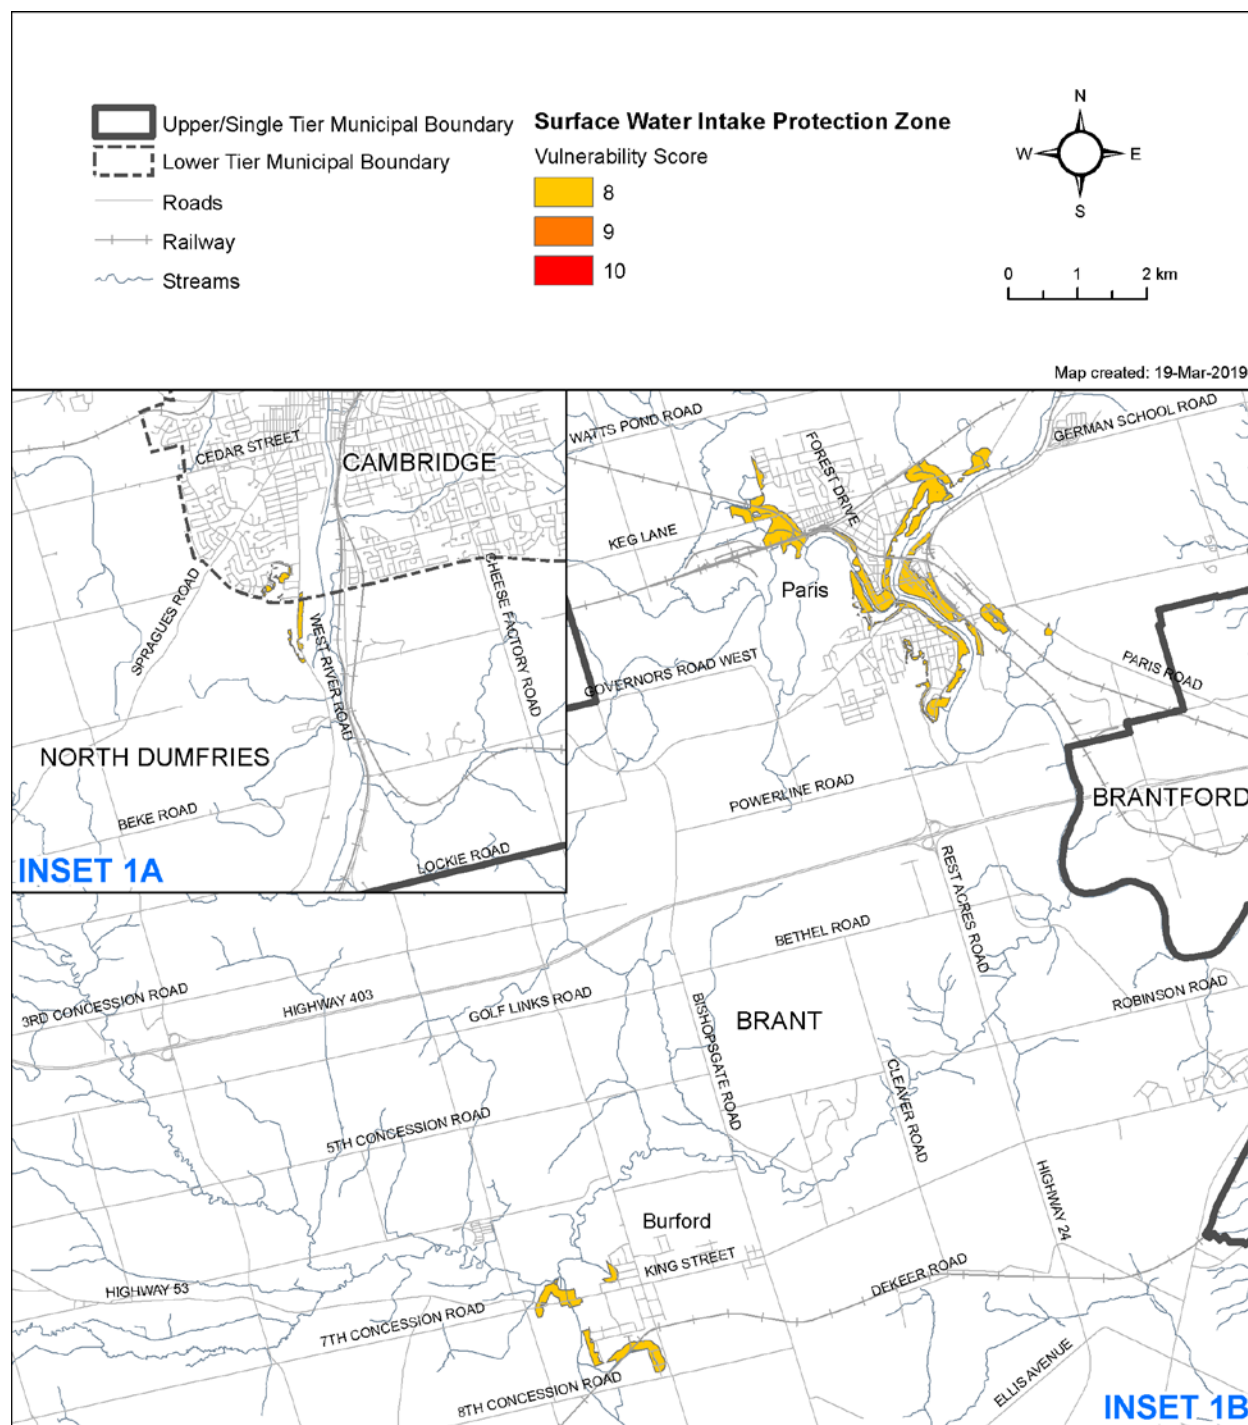 Upper/Single Tier Municipal Boundary
Lower Tier Municipal Boundary
Roads
Railway
Streams
Surface Water Intake Protection Zone
Vulnerability Score
8
9
10
N
W E
S
0 1 2 km
Map created: 19-Mar-2019
CEDAR STREET
CAMBRIDGE
SPRAGUES ROAD
WEST RIVER ROAD
CHEESE FACTORY ROAD
NORTH DUMFRIES
BEKE ROAD
LOCKIE ROAD
INSET 1A
WATTS POND ROAD
FOREST DRIVE
GERMAN SCHOOL ROAD
KEG LANE
Paris
GOVERNORS ROAD WEST
PARIS ROAD
POWERLINE ROAD
BRANTFORD
REST ACRES ROAD
BETHEL ROAD
3RD CONCESSION ROAD
HIGHWAY 403
GOLF LINKS ROAD
BISHOPSGATE ROAD
BRANT
ROBINSON ROAD
CLEAVER ROAD
5TH CONCESSION ROAD
HIGHWAY 24
Burford
KING STREET
DEKEER ROAD
HIGHWAY 53
7TH CONCESSION ROAD
8TH CONCESSION ROAD
ELLIS AVENUE
INSET 1B